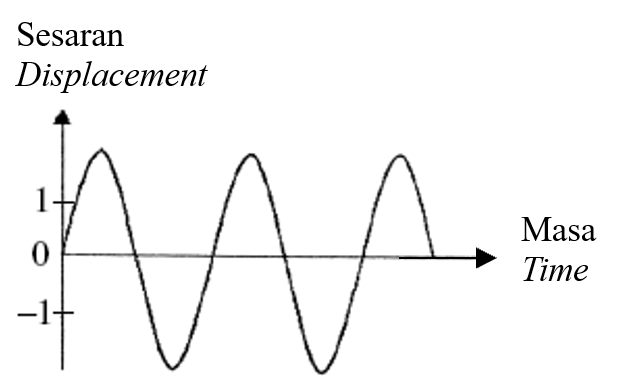 Sesaran
Displacement
1
0
–1
Masa
Time